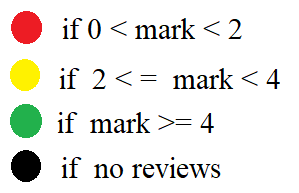 if 0 < mark < 2
if 2 < = mark < 4
if mark >= 4
if no reviews